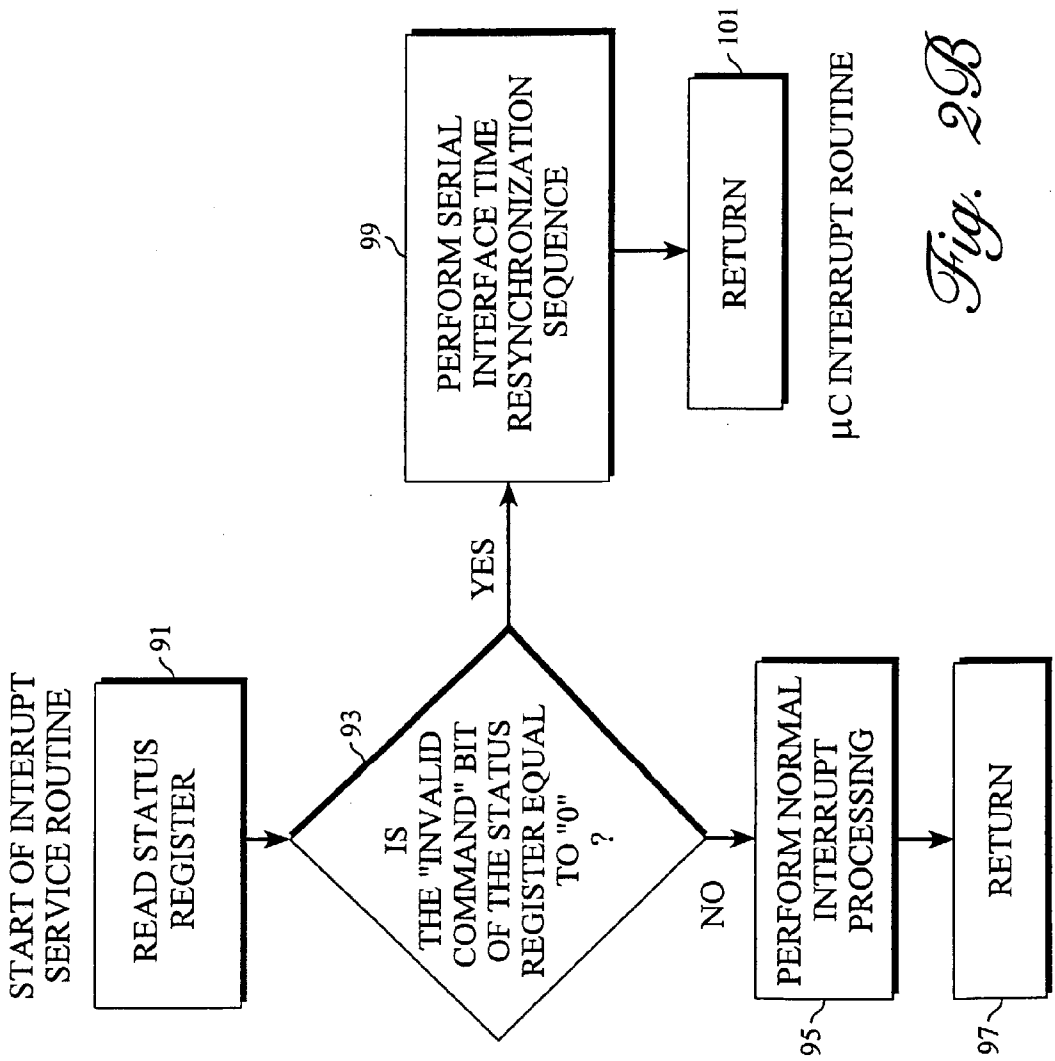 START OF INTERUPT
SERVICE ROUTINE
91
READ STATUS
REGISTER
93
IS
THE "INVALID
COMMAND" BIT
OF THE STATUS
REGISTER EQUAL
TO "0"
?
YES
NO
99
PERFORM SERIAL
INTERFACE TIME
RESYNCHRONIZATION
SEQUENCE
101
RETURN
95
PERFORM NORMAL
INTERRUPT
PROCESSING
97
RETURN
µC INTERRUPT ROUTINE
Fig. 2B